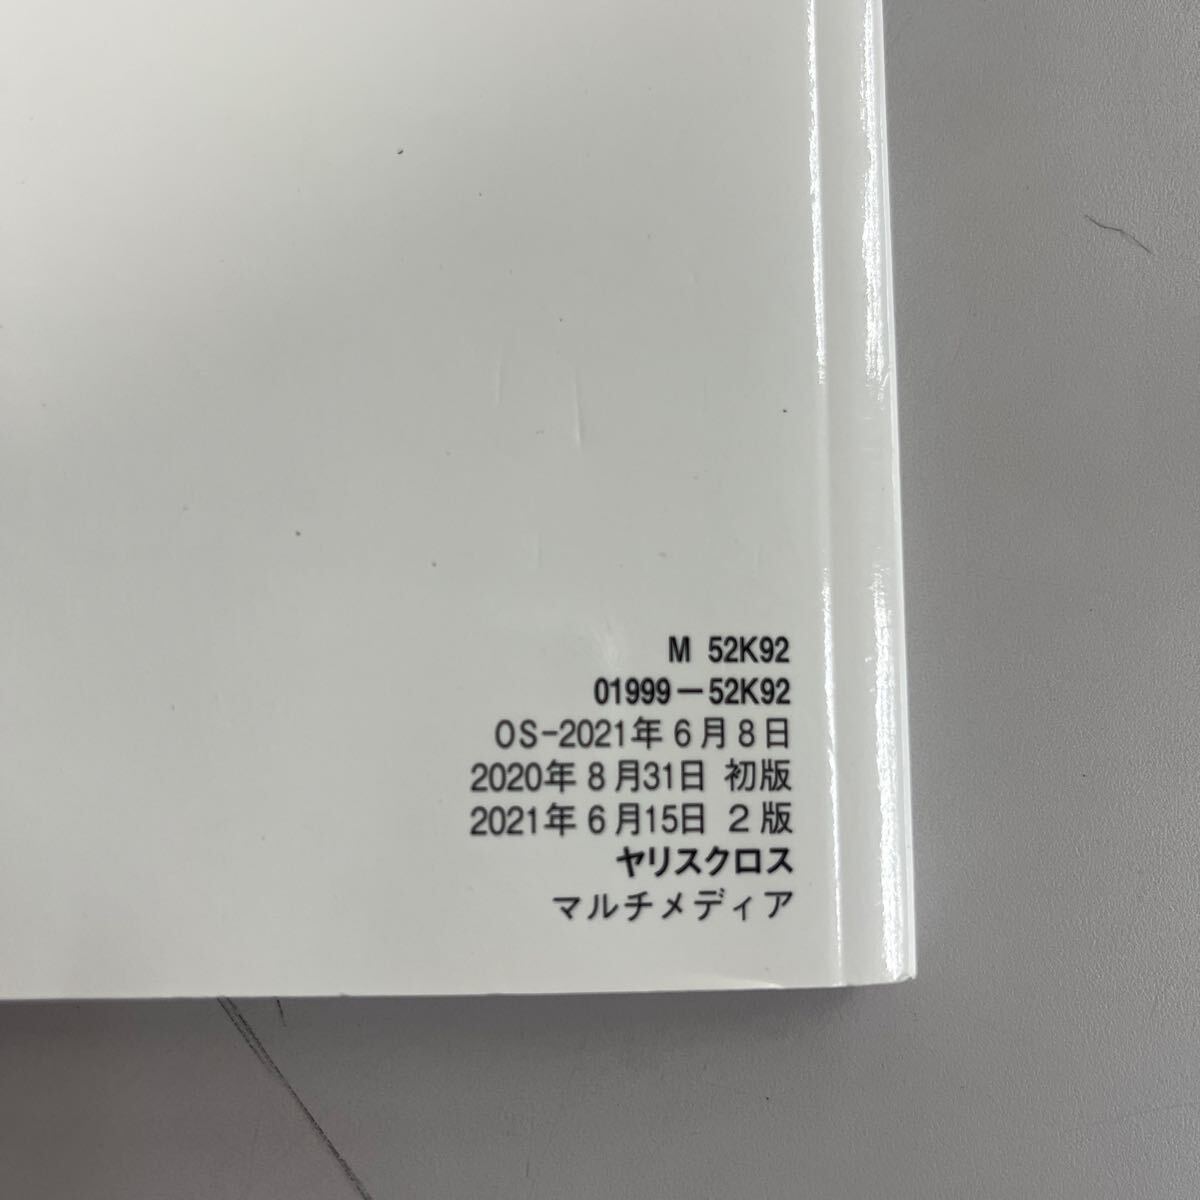 M 52K92
01999-52K92
OS-2021年6月8日
2020年8月31日 初版
2021年6月15日 2版
ヤリスクロス
マルチメディア